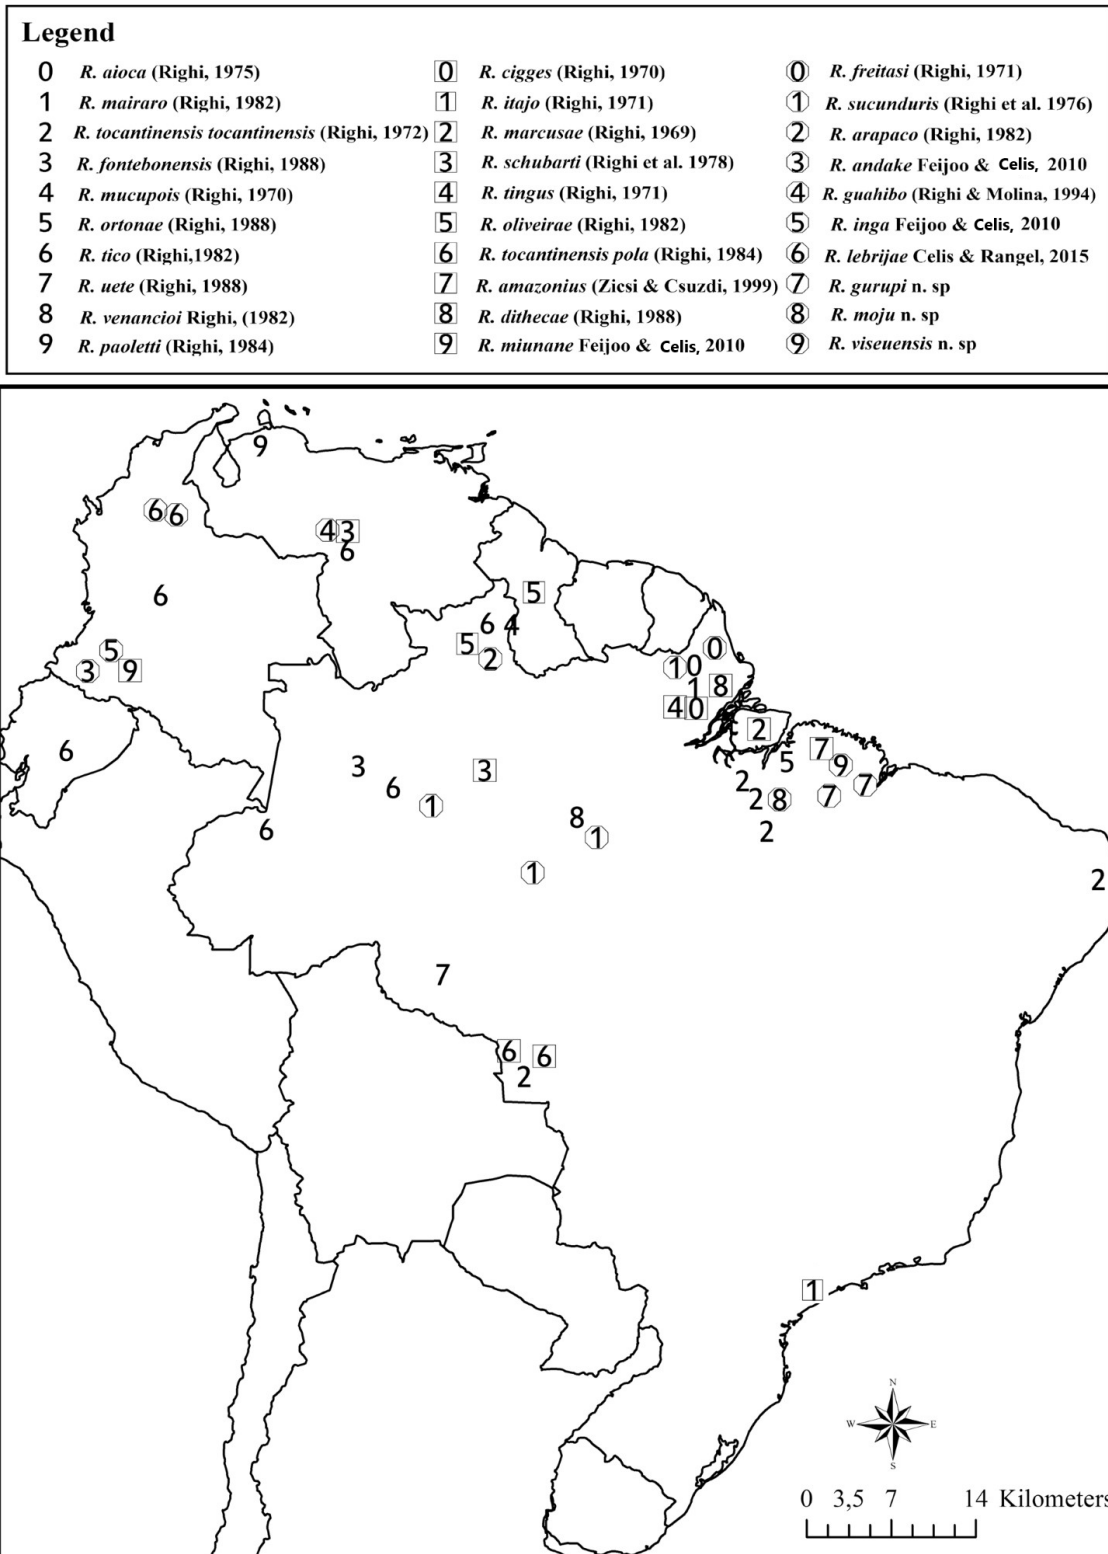 Legend
0 R. aioca (Righi, 1975)
1 R. mairaro (Righi, 1982)
2 R. tocantinensis tocantinensis (Righi, 1972)
3 R. fontebonensis (Righi, 1988)
4 R. mucupois (Righi, 1970)
5 R. ortonae (Righi, 1988)
6 R. tico (Righi,1982)
7 R. uete (Righi, 1988)
8 R. venancioi Righi, (1982)
9 R. paoletti (Righi, 1984)
0 R. cigges (Righi, 1970)
1 R. itajo (Righi, 1971)
2 R. marcusae (Righi, 1969)
3 R. schubarti (Righi et al. 1978)
4 R. tingus (Righi, 1971)
5 R. oliveirae (Righi, 1982)
6 R. tocantinensis pola (Righi, 1984)
7 R. amazonius (Zicsi & Csuzdi, 1999)
8 R. dithecae (Righi, 1988)
9 R. miunane Feijoo & Celis, 2010
0 R. freitasi (Righi, 1971)
1 R. sucunduris (Righi et al. 1976)
2 R. arapaco (Righi, 1982)
3 R. andake Feijoo & Celis, 2010
4 R. guahibo (Righi & Molina, 1994)
5 R. inga Feijoo & Celis, 2010
6 R. lebrijae Celis & Rangel, 2015
7 R. gurupi n. sp
8 R. moju n. sp
9 R. viseuensis n. sp
9
6 6
4 3
6
5
6
6 4
5
0
5
2
1 0
3 9
1 8
4 0
2
6
7
5
9
3
3
2
7
6
2 8
7
1
8
6
2
1
1
2
7
6 6
2
1
N
W E
S
0 3,5 7 14 Kilometers